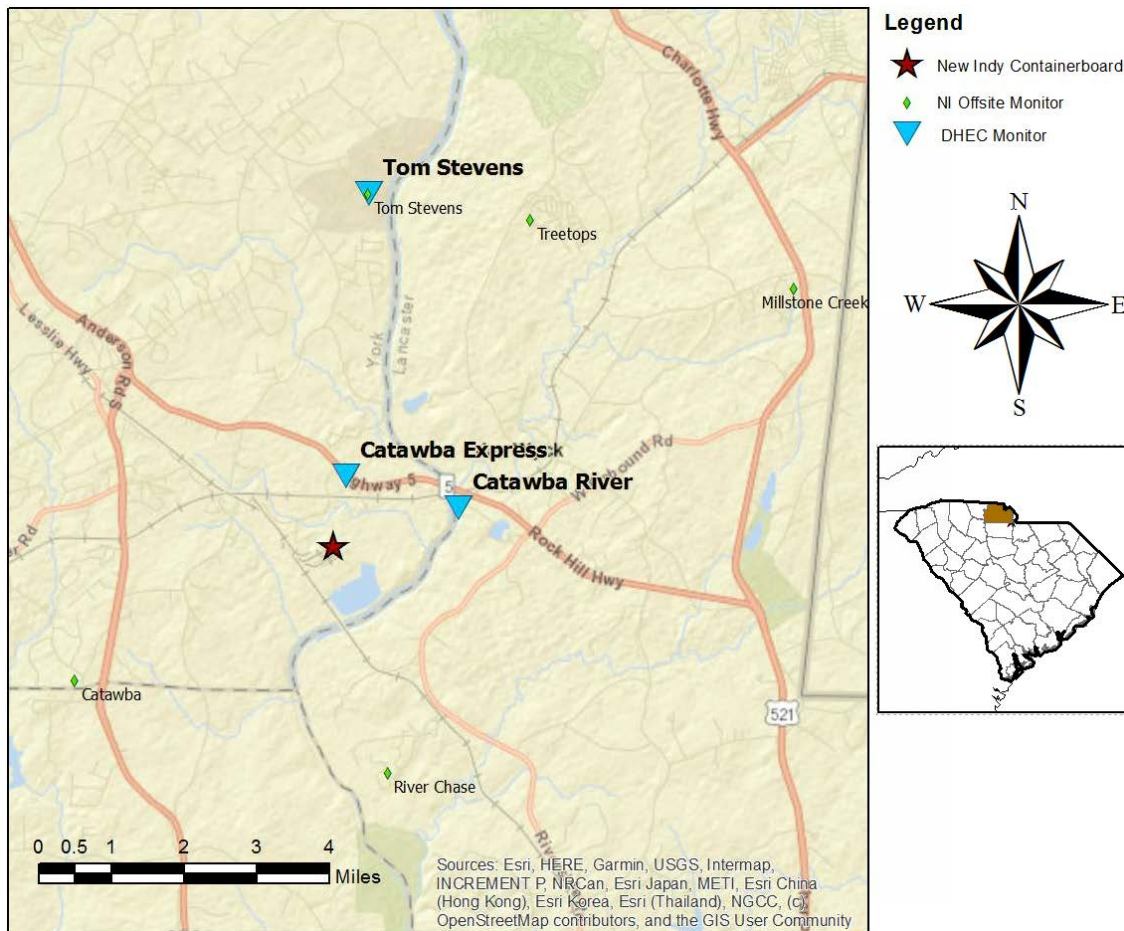 Legend
New Indy Containerboard
NI Offsite Monitor
DHEC Monitor
N
W
E
S
Charlotte Hwy
Tom Stevens
Tom Stevens
Treetops
Millstone Creek
Lesslie Hwy
Anderson Rd S
York
Lancaster
Catawba Express
ghway 5
5
Catawba River
Rock Hill Hwy
er Rd
Catawba
521
River Chase
0 0.5 1 2 3 4
Miles
Sources: Esri, HERE, Garmin, USGS, Intermap,
INCREMENT P, NRCan, Esri Japan, METI, Esri China
(Hong Kong), Esri Korea, Esri (Thailand), NGCC, (c)
OpenStreetMap contributors, and the GIS User Community